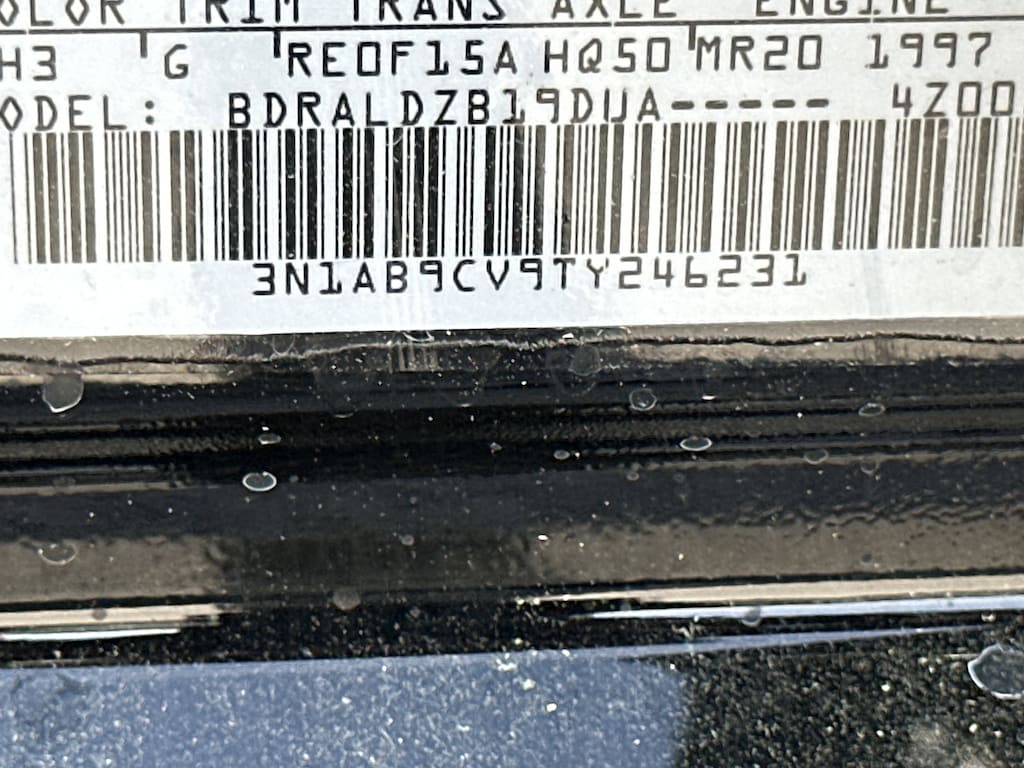 OLOR TRIM TRANS AXLE ENGINE
H3 G RE0F15A HQ50 MR20 1997
ODEL: BDRALDZB19DUA----- 4Z00
3N1AB9CV9TY246231